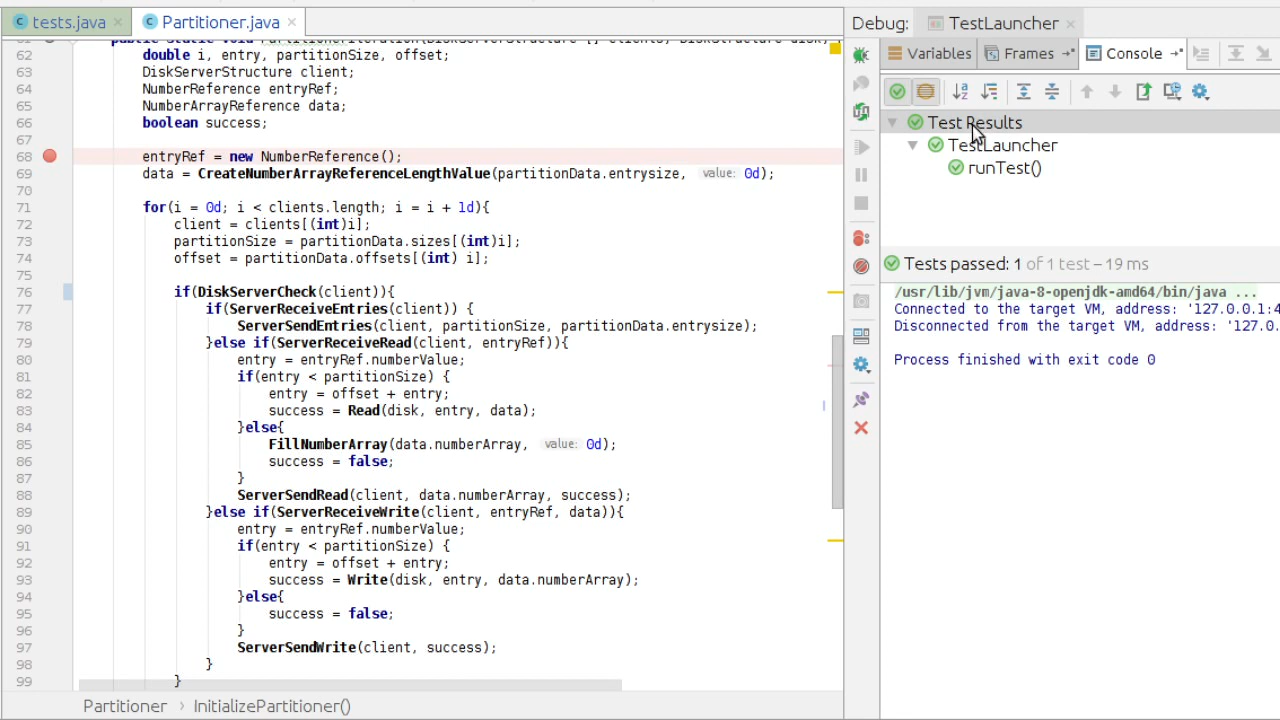 tests.java
Partitioner.java
Debug:
TestLauncher
Variables
Frames
Console
62 double i, entry, partitionSize, offset;
63 DiskServerStructure client;
64 NumberReference entryRef;
65 NumberArrayReference data;
66 boolean success;
67
68 entryRef = new NumberReference();
69 data = CreateNumberArrayReferenceLengthValue(partitionData.entrysize, value: 0d);
70
71 for(i = 0d; i < clients.length; i = i + 1d){
72 client = clients[(int)i];
73 partitionSize = partitionData.sizes[(int)i];
74 offset = partitionData.offsets[(int) i];
75
76 if(DiskServerCheck(client)){
77 if(ServerReceiveEntries(client)) {
78 ServerSendEntries(client, partitionSize, partitionData.entrysize);
79 }else if(ServerReceiveRead(client, entryRef)){
80 entry = entryRef.numberValue;
81 if(entry < partitionSize) {
82 entry = offset + entry;
83 success = Read(disk, entry, data);
84 }else{
85 FillNumberArray(data.numberArray, value: 0d);
86 success = false;
87 }
88 ServerSendRead(client, data.numberArray, success);
89 }else if(ServerReceiveWrite(client, entryRef, data)){
90 entry = entryRef.numberValue;
91 if(entry < partitionSize) {
92 entry = offset + entry;
93 success = Write(disk, entry, data.numberArray);
94 }else{
95 success = false;
96 }
97 ServerSendWrite(client, success);
98 }
99 }
Partitioner › InitializePartitioner()
Test Results
TestLauncher
runTest()
Tests passed: 1 of 1 test – 19 ms
/usr/lib/jvm/java-8-openjdk-amd64/bin/java ...
Connected to the target VM, address: '127.0.0.1:4
Disconnected from the target VM, address: '127.0.
Process finished with exit code 0